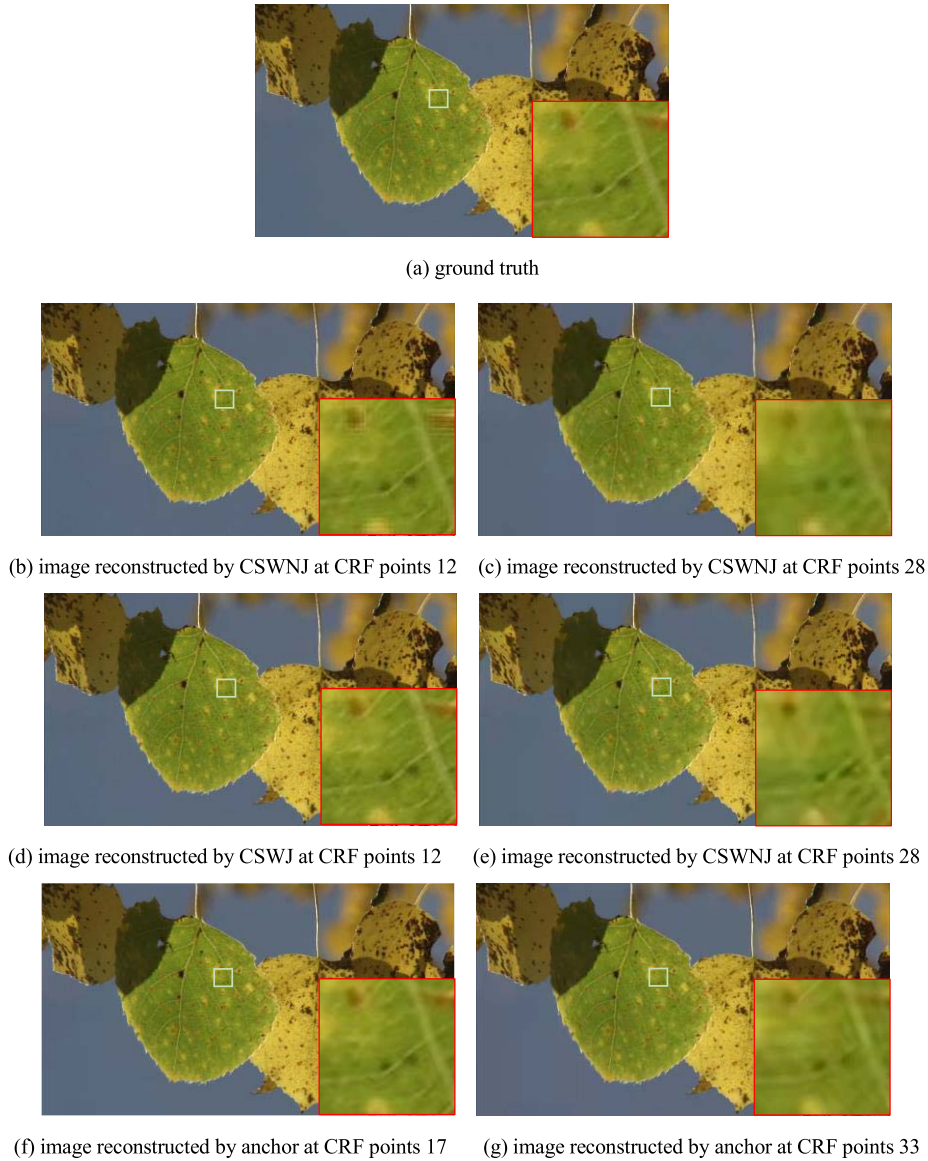 (a) ground truth
(b) image reconstructed by CSWNJ at CRF points 12
(c) image reconstructed by CSWNJ at CRF points 28
(d) image reconstructed by CSWJ at CRF points 12
(e) image reconstructed by CSWNJ at CRF points 28
(f) image reconstructed by anchor at CRF points 17
(g) image reconstructed by anchor at CRF points 33